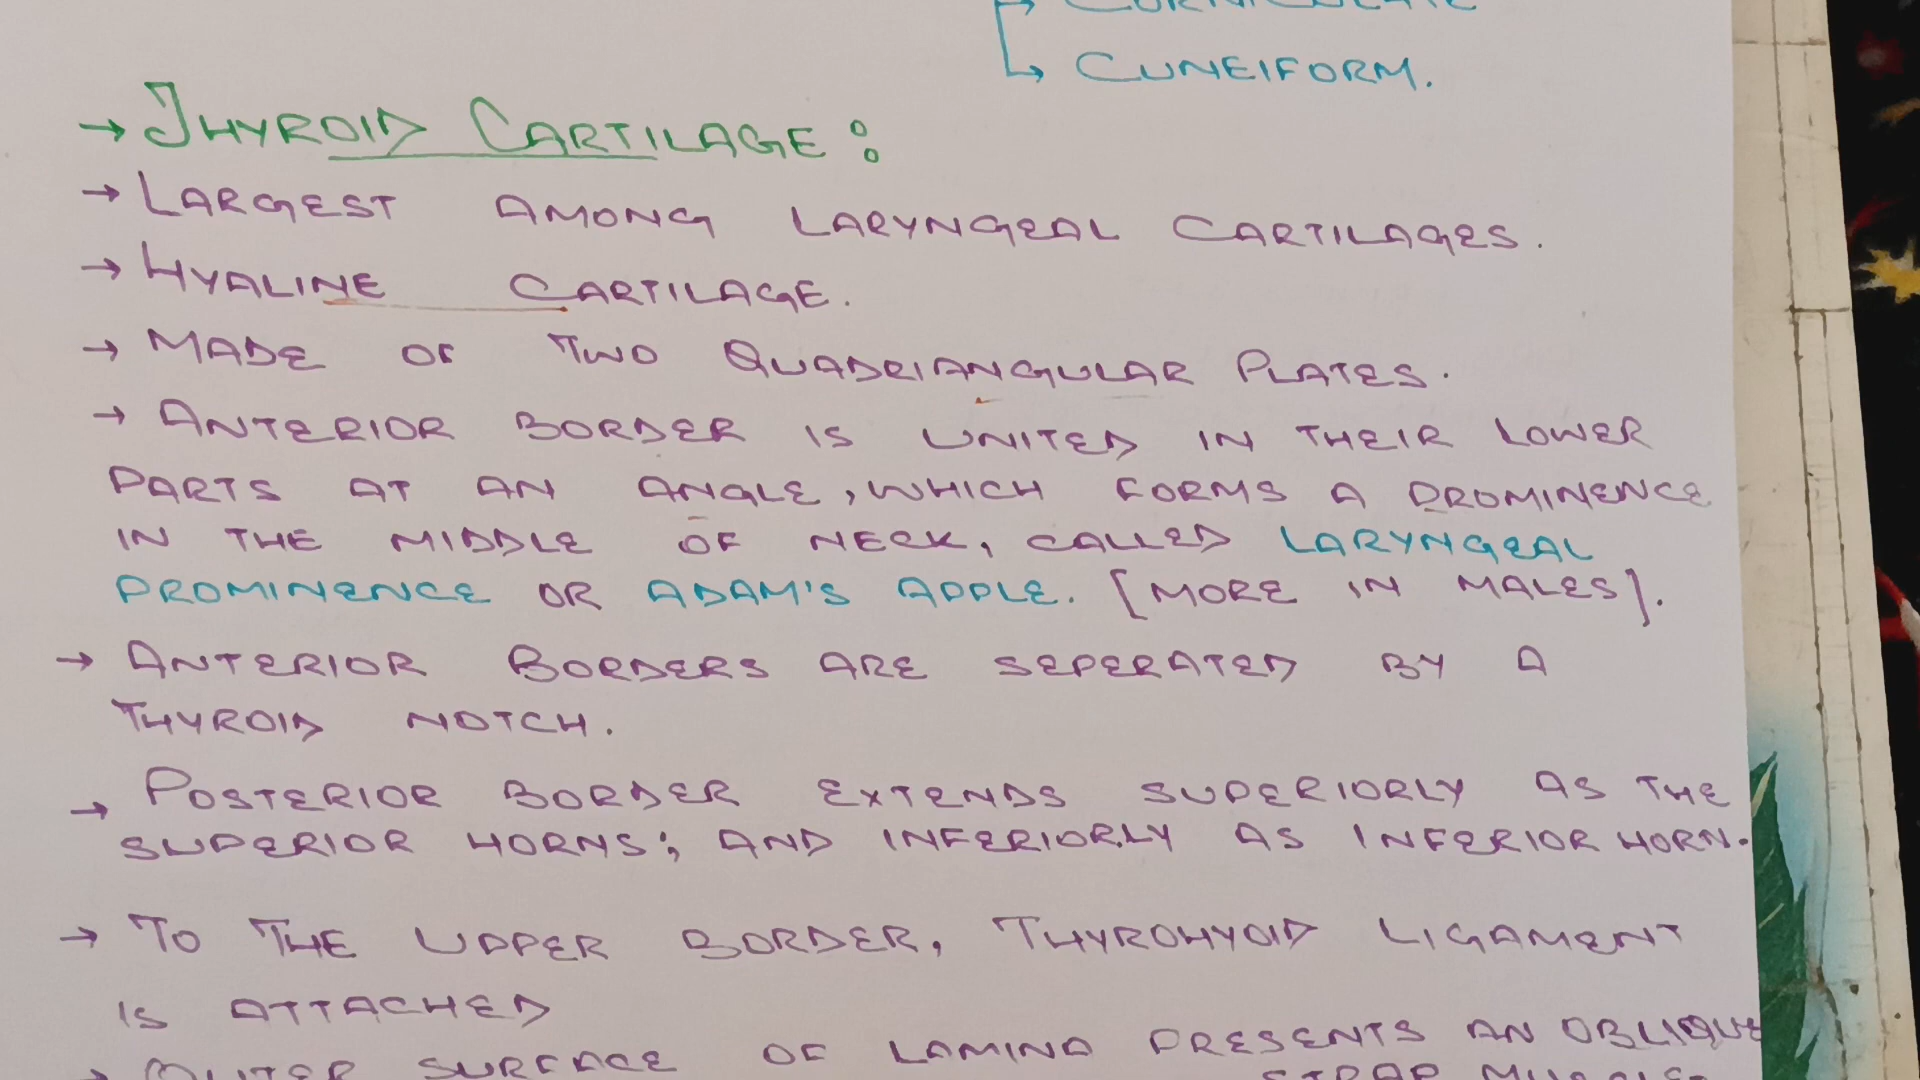 CORNICULATE
→ CUNEIFORM.
→ THYROID CARTILAGE:
→ LARGEST AMONG LARYNGEAL CARTILAGES.
→ HYALINE CARTILAGE.
→ MADE OF TWO QUADRIANGULAR PLATES.
→ ANTERIOR BORDER IS UNITED IN THEIR LOWER
PARTS AT AN ANGLE, WHICH FORMS A PROMINENCE
IN THE MIDDLE OF NECK, CALLED LARYNGEAL
PROMINENCE OR ADAM'S APPLE. [MORE IN MALES].
→ ANTERIOR BORDERS ARE SEPERATED BY A
THYROID NOTCH.
→ POSTERIOR BORDER EXTENDS SUPERIORLY AS THE
SUPERIOR HORNS; AND INFERIORLY AS INFERIOR HORN.
→ TO THE UPPER BORDER, THYROHYOID LIGAMENT
IS ATTACHED
→ OUTER SURFACE OF LAMINA PRESENTS AN OBLIQUE
STRAP MUSCLE